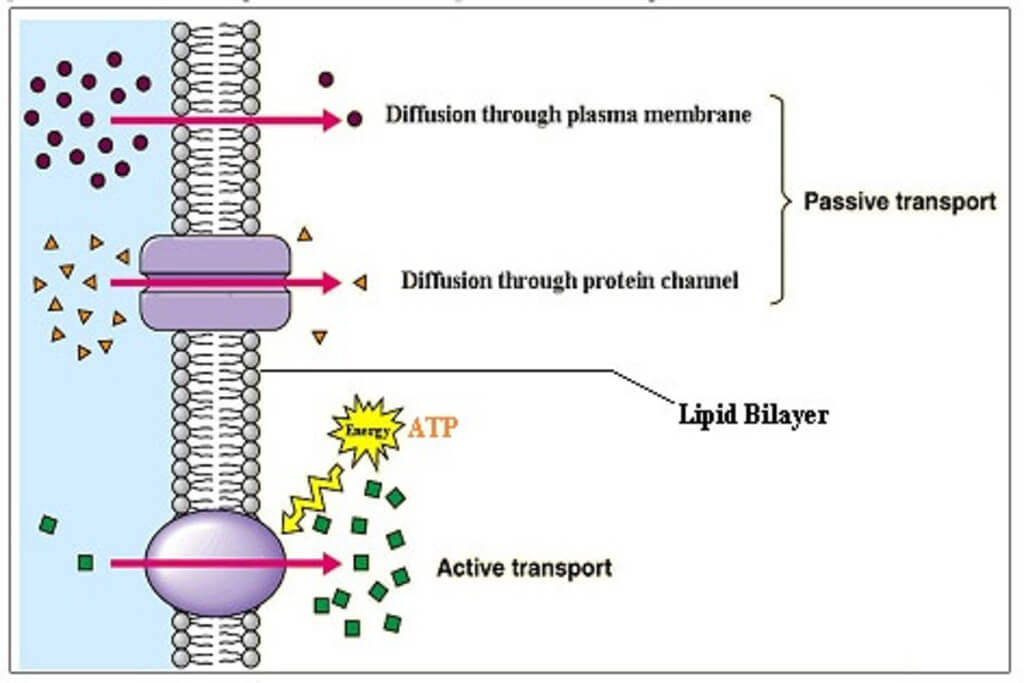 Diffusion through plasma membrane
Passive transport
Diffusion through protein channel
Lipid Bilayer
Energy
ATP
Active transport